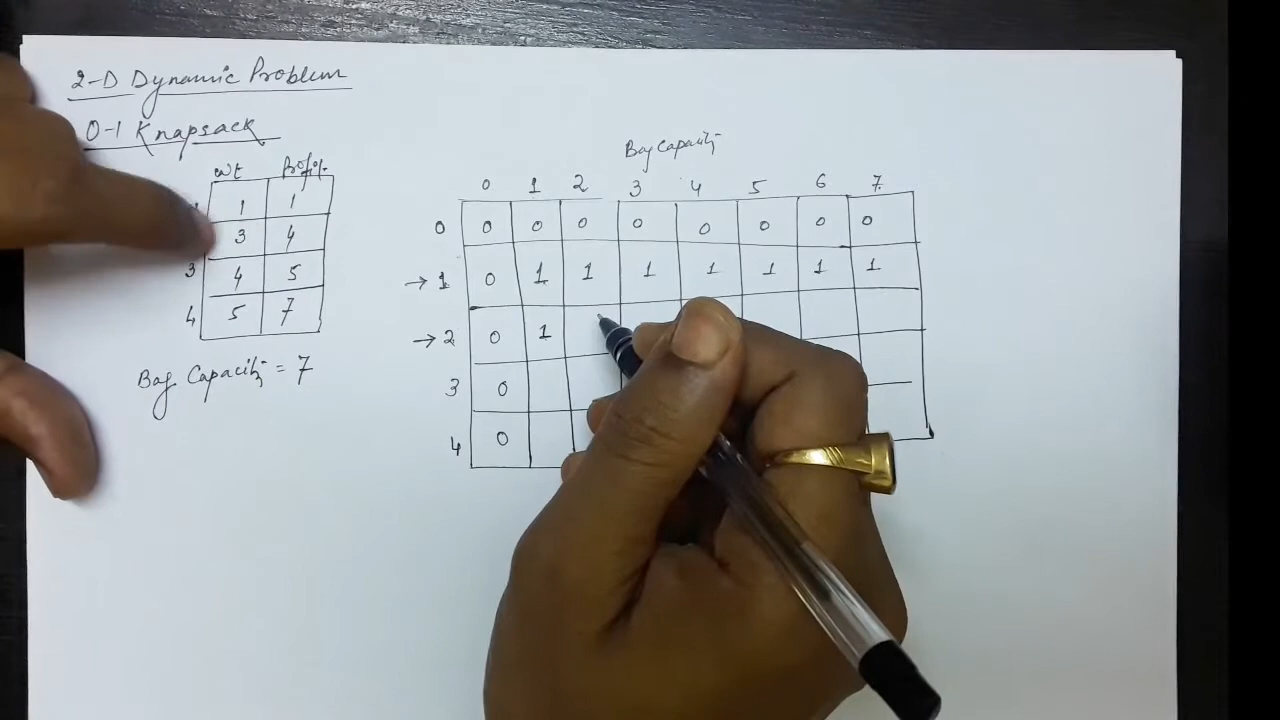 2-D Dynamic Problem
0-1 Knapsack
wt Profit
1 1
3 4
3 4 5
4 5 7
Bag Capacity = 7
Bag Capacity
0 1 2 3 4 5 6 7
0 0 0 0 0 0 0 0 0
→ 1 0 1 1 1 1 1 1 1
→ 2 0 1
3 0
4 0